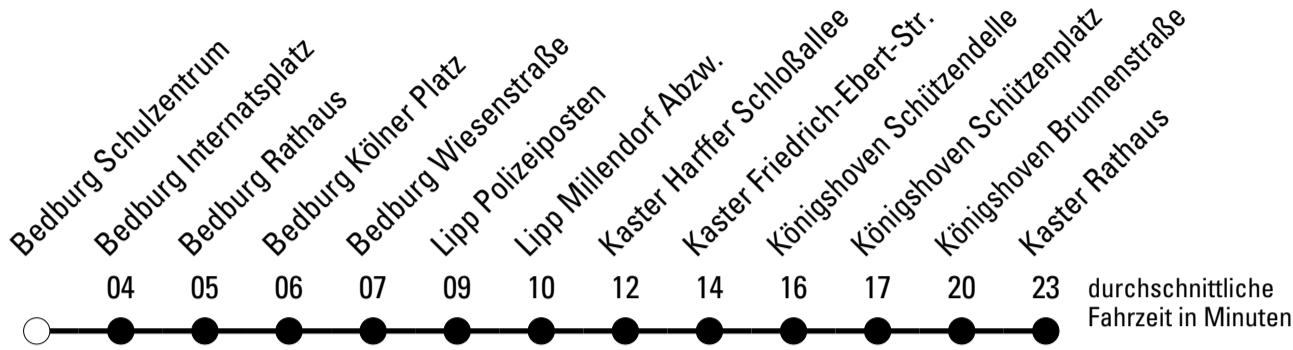 Bedburg Schulzentrum
Bedburg Internatsplatz
Bedburg Rathaus
Bedburg Kölner Platz
Bedburg Wiesenstraße
Lipp Polizeiposten
Lipp Millendorf Abzw.
Kaster Harffer Schloßallee
Kaster Friedrich-Ebert-Str.
Königshoven Schützendelle
Königshoven Schützenplatz
Königshoven Brunnenstraße
Kaster Rathaus
04 05 06 07 09 10 12 14 16 17 20 23
durchschnittliche
Fahrzeit in Minuten